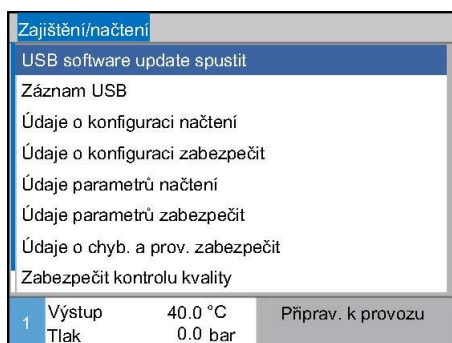 Zajištění/načtení
USB software update spustit
Záznam USB
Údaje o konfiguraci načtení
Údaje o konfiguraci zabezpečit
Údaje parametrů načtení
Údaje parametrů zabezpečit
Údaje o chyb. a prov. zabezpečit
Zabezpečit kontrolu kvality
1 Výstup 40.0 °C Připrav. k provozu
Tlak 0.0 bar